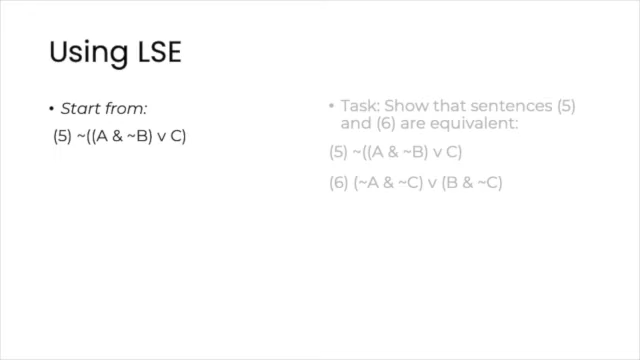 Using LSE
• Start from:
(5) ~((A & ~B) v C)
• Task: Show that sentences (5)
and (6) are equivalent:
(5) ~((A & ~B) v C)
(6) (~A & ~C) v (B & ~C)